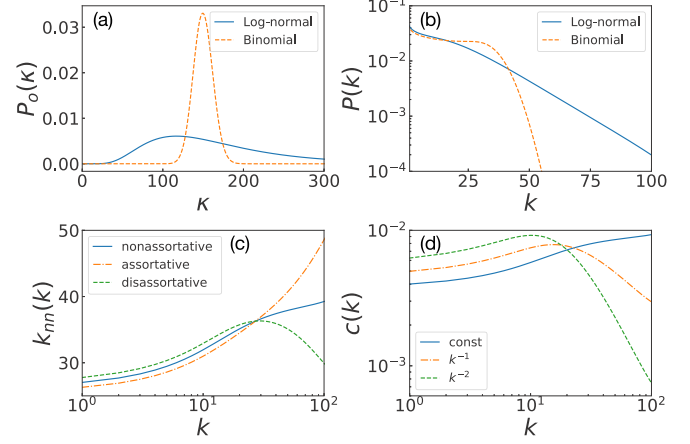 (a)
Log-normal
Binomial
0.03
0.02
0.01
0.00
P_o(κ)
0
100
200
300
κ
(b)
Log-normal
Binomial
10^{-1}
10^{-2}
10^{-3}
10^{-4}
P(k)
25
50
75
100
k
(c)
nonassortative
assortative
disassortative
50
40
30
k_{nn}(k)
10^0
10^1
10^2
k
(d)
const
k^{-1}
k^{-2}
10^{-2}
10^{-3}
c(k)
10^0
10^1
10^2
k